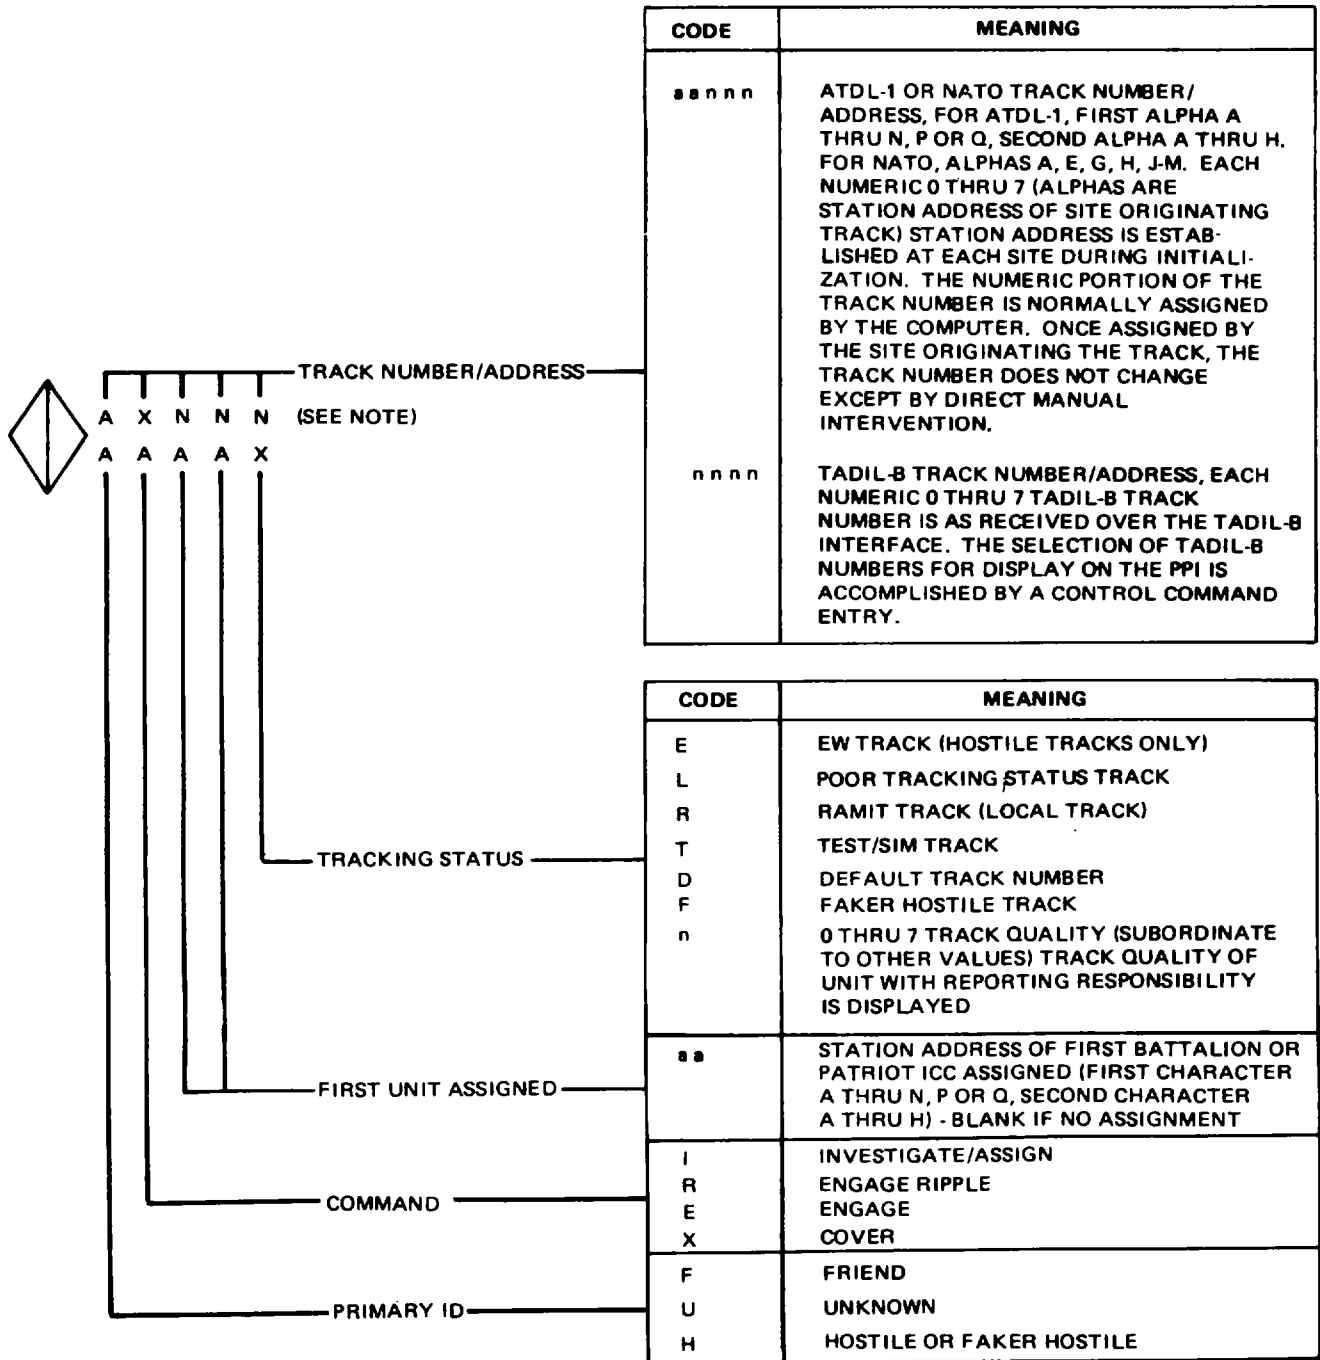 CODE MEANING
a a n n n ATDL-1 OR NATO TRACK NUMBER/
ADDRESS, FOR ATDL-1, FIRST ALPHA A
THRU N, P OR Q, SECOND ALPHA A THRU H.
FOR NATO, ALPHAS A, E, G, H, J-M. EACH
NUMERIC 0 THRU 7 (ALPHAS ARE
STATION ADDRESS OF SITE ORIGINATING
TRACK) STATION ADDRESS IS ESTAB-
LISHED AT EACH SITE DURING INITIALI-
ZATION. THE NUMERIC PORTION OF THE
TRACK NUMBER IS NORMALLY ASSIGNED
BY THE COMPUTER. ONCE ASSIGNED BY
THE SITE ORIGINATING THE TRACK, THE
TRACK NUMBER DOES NOT CHANGE
EXCEPT BY DIRECT MANUAL
INTERVENTION.
TRACK NUMBER/ADDRESS
A X N N N (SEE NOTE)
A A A A X
n n n n TADIL-B TRACK NUMBER/ADDRESS, EACH
NUMERIC 0 THRU 7 TADIL-B TRACK
NUMBER IS AS RECEIVED OVER THE TADIL-B
INTERFACE. THE SELECTION OF TADIL-B
NUMBERS FOR DISPLAY ON THE PPI IS
ACCOMPLISHED BY A CONTROL COMMAND
ENTRY.
CODE MEANING
E EW TRACK (HOSTILE TRACKS ONLY)
L POOR TRACKING STATUS TRACK
R RAMIT TRACK (LOCAL TRACK)
T TEST/SIM TRACK
TRACKING STATUS
D DEFAULT TRACK NUMBER
F FAKER HOSTILE TRACK
n 0 THRU 7 TRACK QUALITY (SUBORDINATE
TO OTHER VALUES) TRACK QUALITY OF
UNIT WITH REPORTING RESPONSIBILITY
IS DISPLAYED
a a STATION ADDRESS OF FIRST BATTALION OR
PATRIOT ICC ASSIGNED (FIRST CHARACTER
A THRU N, P OR Q, SECOND CHARACTER
A THRU H) - BLANK IF NO ASSIGNMENT
FIRST UNIT ASSIGNED
I INVESTIGATE/ASSIGN
R ENGAGE RIPPLE
E ENGAGE
X COVER
COMMAND
F FRIEND
U UNKNOWN
H HOSTILE OR FAKER HOSTILE
PRIMARY ID